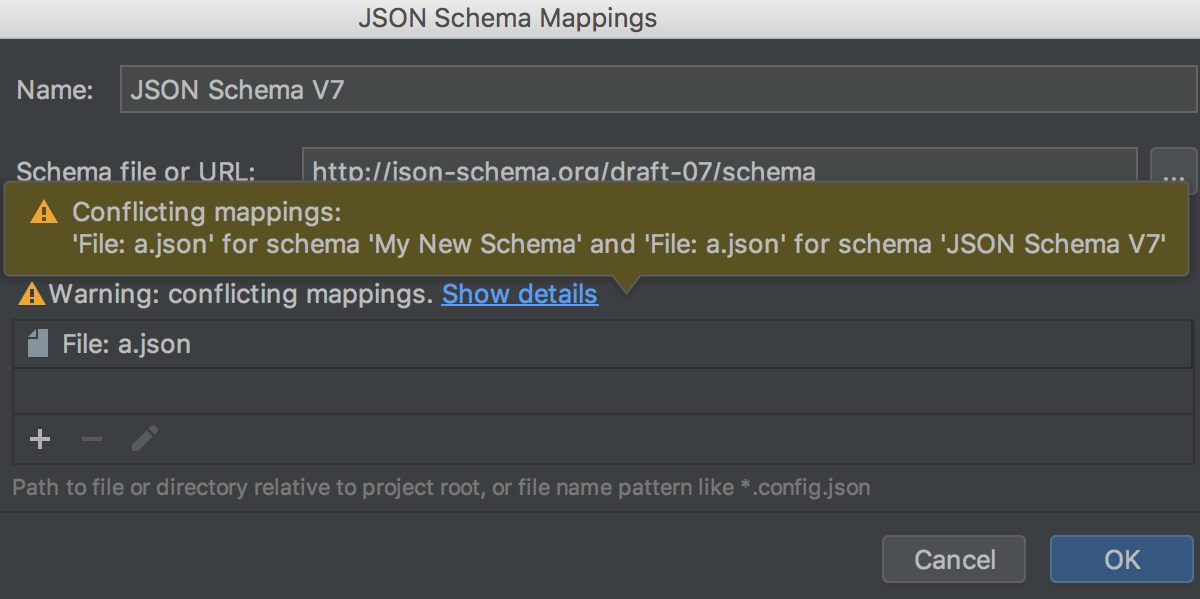 JSON Schema Mappings
Name: JSON Schema V7
Schema file or URL: http://json-schema.org/draft-07/schema ...
Conflicting mappings:
'File: a.json' for schema 'My New Schema' and 'File: a.json' for schema 'JSON Schema V7'
Warning: conflicting mappings. Show details
File: a.json
Path to file or directory relative to project root, or file name pattern like *.config.json
Cancel OK